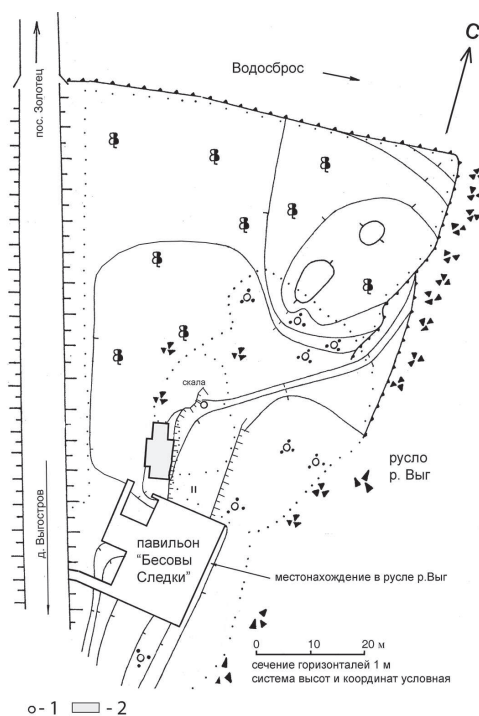 С
Водосброс
пос. Золотец
скала
русло
р. Выг
II
д. Выгостров
павильон
"Бесовы
Следки"
местонахождение в русле р.Выг
0 10 20 м
сечение горизонталей 1 м
система высот и координат условная
- 1 - 2